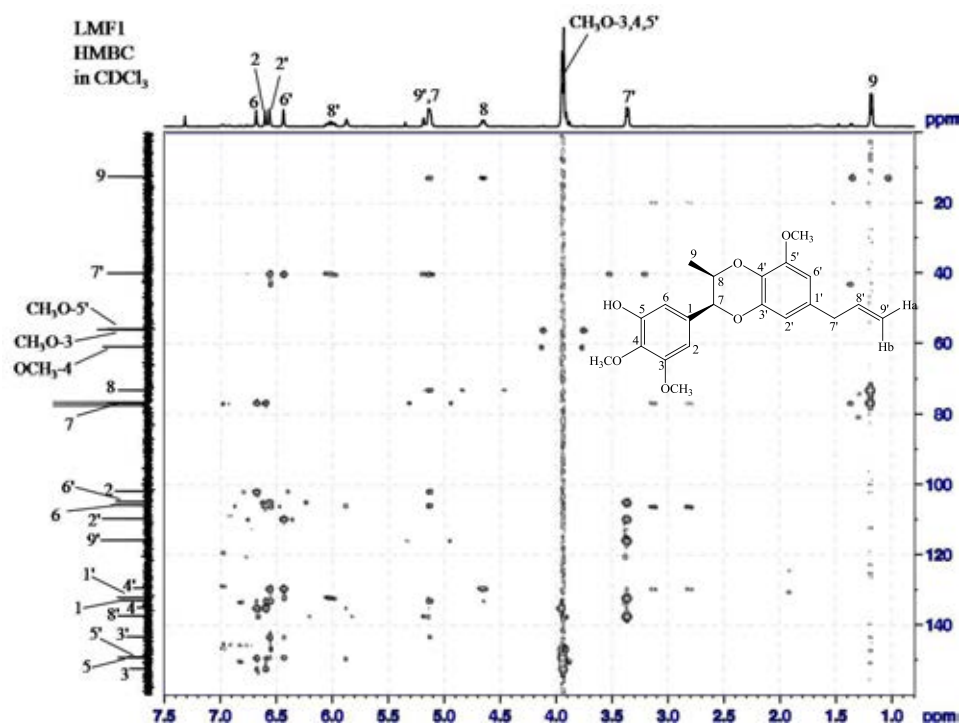 LMF1
HMBC
in CDCl3
CH3O-3,4,5'
2
2'
6
6'
8'
9',7
8
7'
9
ppm
9
7'
CH3O-5'
CH3O-3
OCH3-4
8
7
2
6'
6
2'
9'
1' 4'
1 4
8'
3'
5'
5
3
20
40
60
80
100
120
140
OCH3
9
O
4'
5'
6'
8
HO
6
7
O
3'
1'
8'
9'
Ha
5
1
2'
7'
Hb
4
2
H3CO
3
OCH3
7.5 7.0 6.5 6.0 5.5 5.0 4.5 4.0 3.5 3.0 2.5 2.0 1.5 1.0 ppm